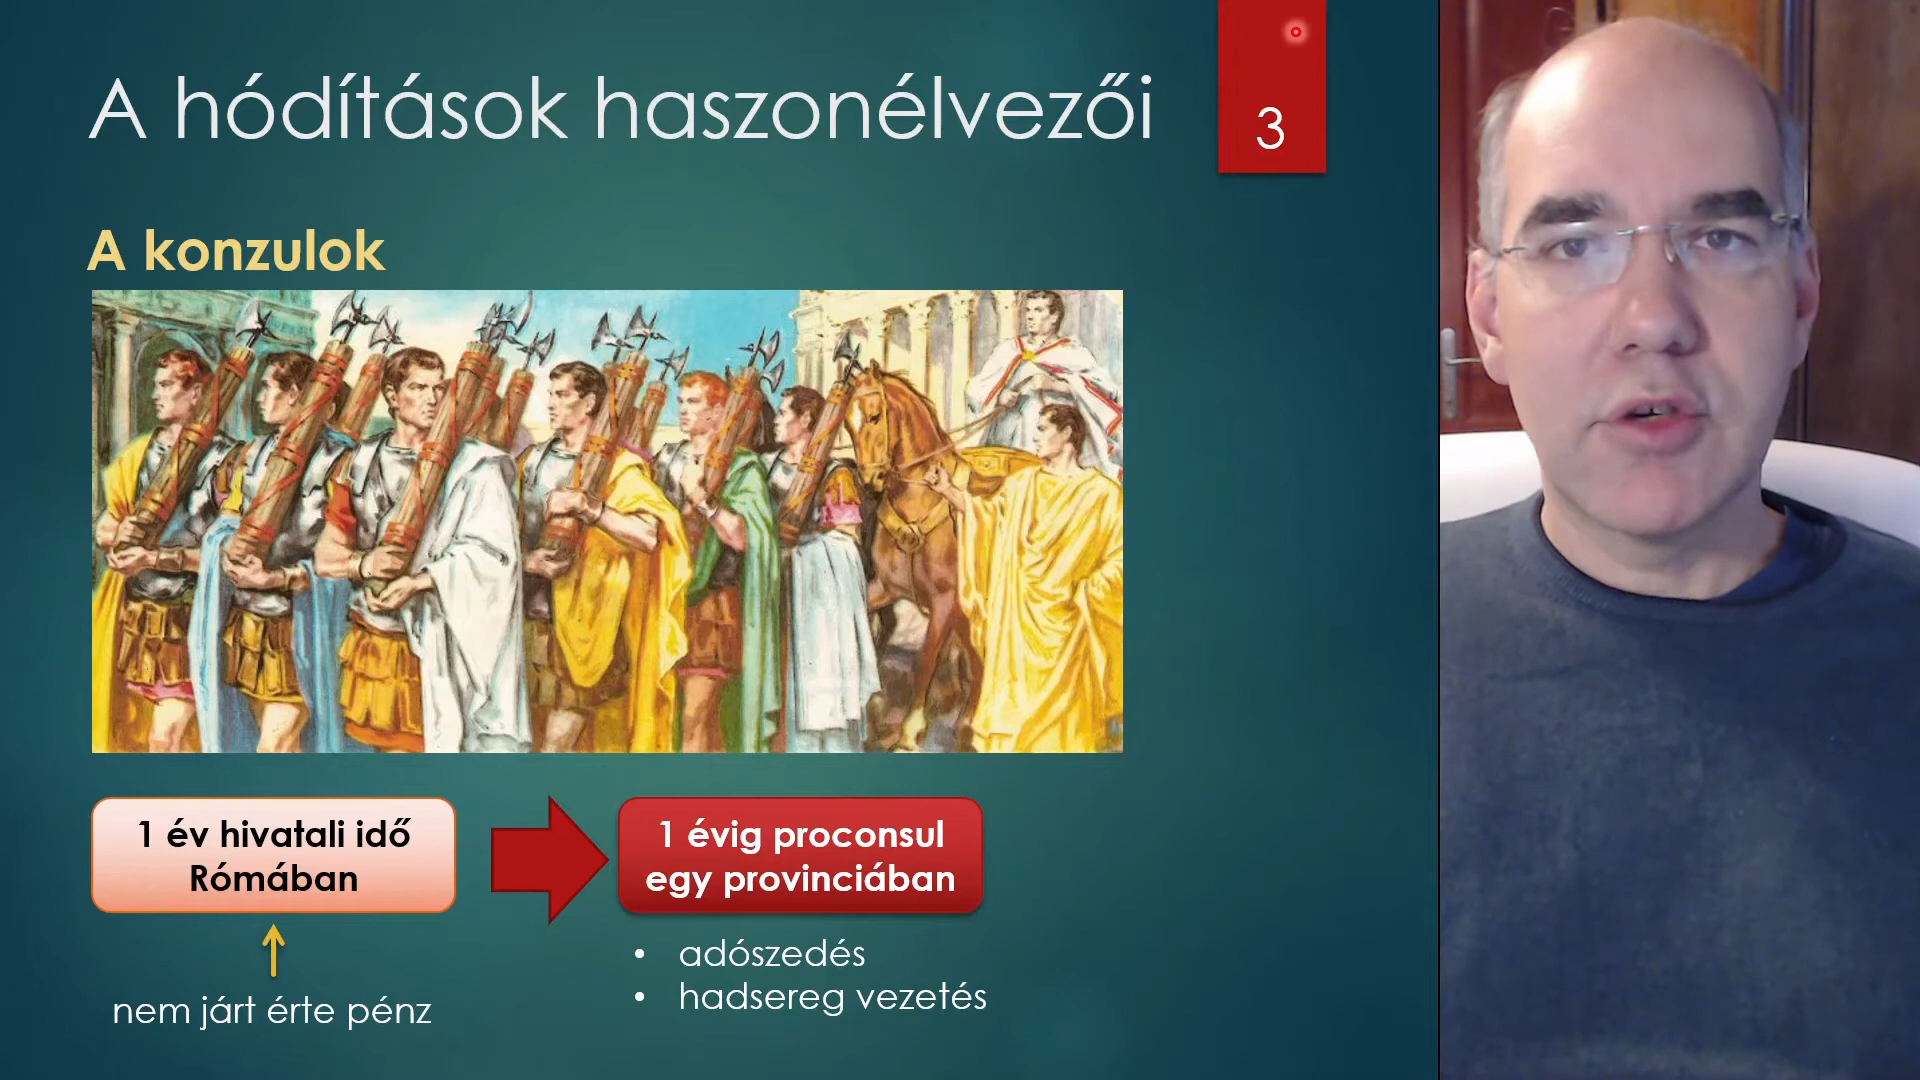 A hódítások haszonélvezői
3
A konzulok
1 év hivatali idő
Rómában
1 évig proconsul
egy provinciában
nem járt érte pénz
• adószedés
• hadsereg vezetés